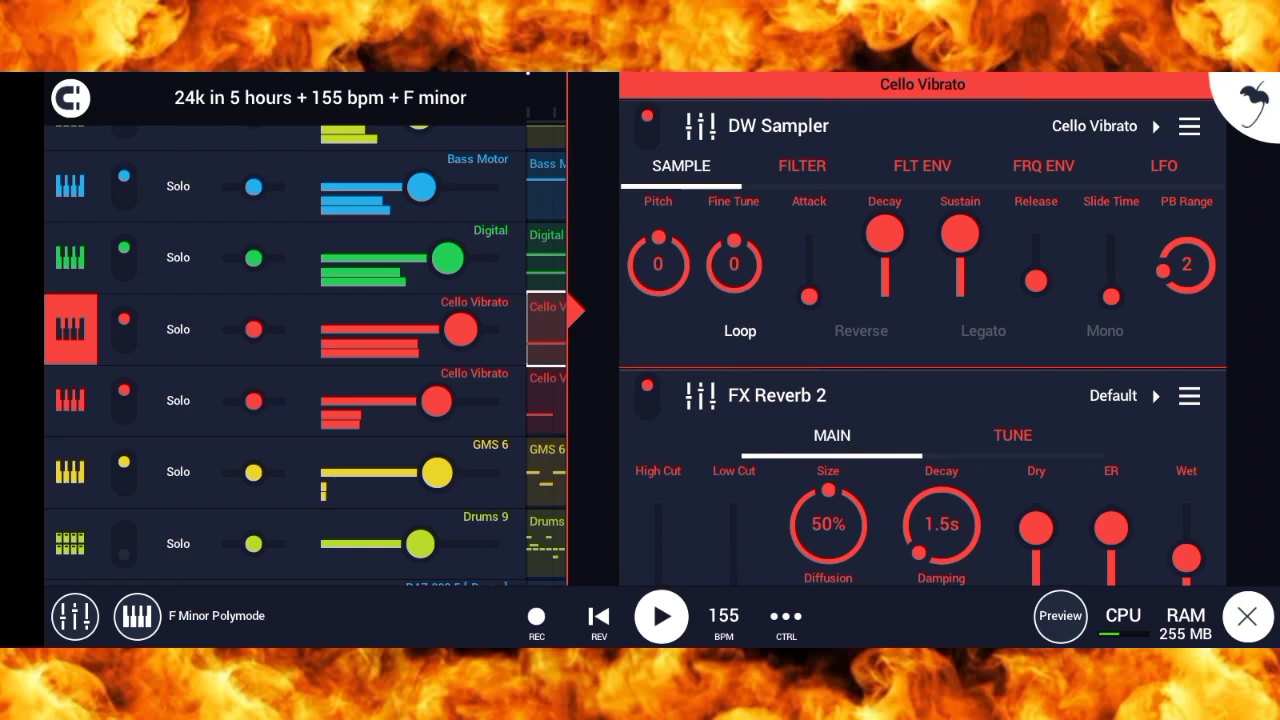 24k in 5 hours + 155 bpm + F minor
Bass Motor
Solo
Bass M
Digital
Solo
Digital
Cello Vibrato
Solo
Cello V
Cello Vibrato
Solo
Cello V
GMS 6
Solo
GMS 6
Drums 9
Solo
Drums
Cello Vibrato
DW Sampler
Cello Vibrato
SAMPLE FILTER FLT ENV FRQ ENV LFO
Pitch Fine Tune Attack Decay Sustain Release Slide Time PB Range
0 0 2
Loop Reverse Legato Mono
FX Reverb 2
Default
MAIN TUNE
High Cut Low Cut Size Decay Dry ER Wet
50% 1.5s
Diffusion Damping
F Minor Polymode
REC
REV
155
BPM
CTRL
Preview
CPU
RAM
255 MB